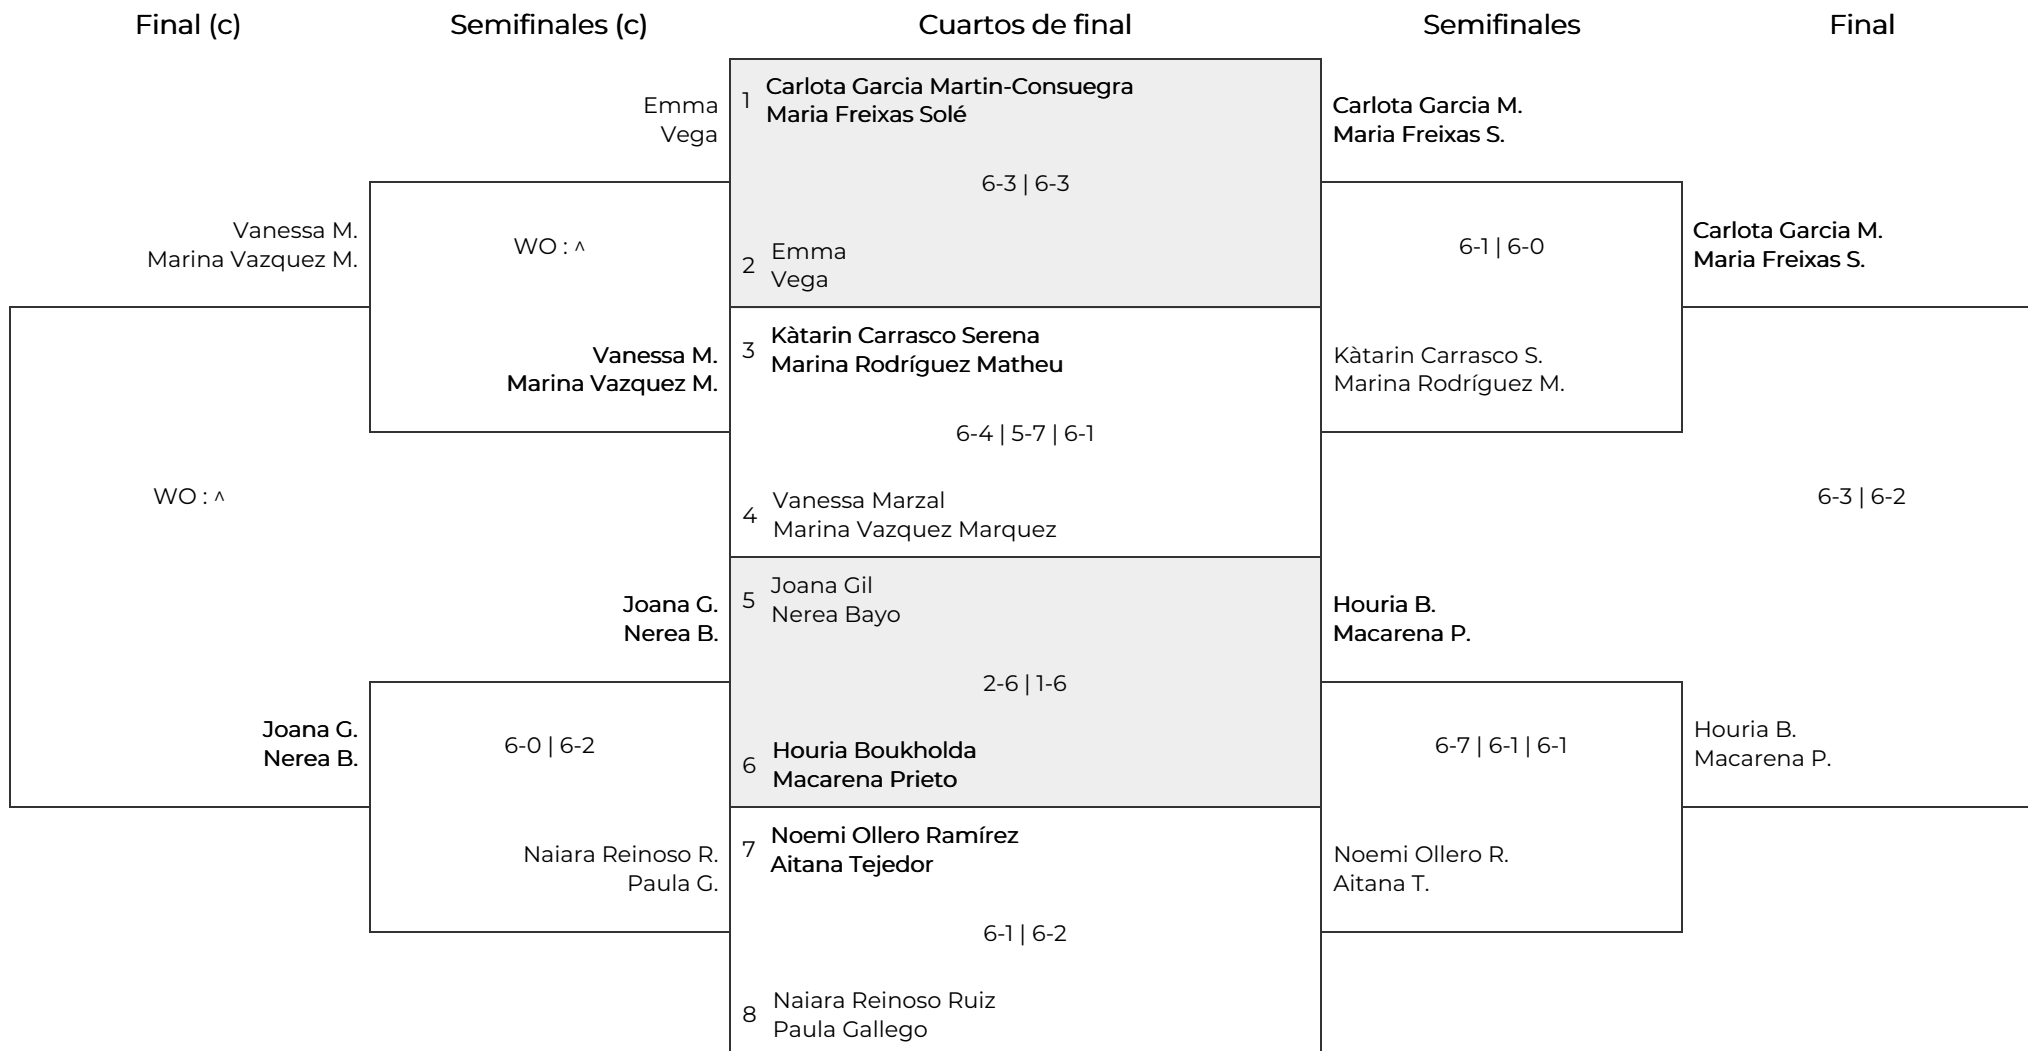 Final (c)
Semifinales (c)
Cuartos de final
Semifinales
Final
Vanessa M.
Marina Vazquez M.
WO : ^
Joana G.
Nerea B.
Emma
Vega
WO : ^
Vanessa M.
Marina Vazquez M.
Joana G.
Nerea B.
6-0 | 6-2
Naiara Reinoso R.
Paula G.
1
Carlota Garcia Martin-Consuegra
Maria Freixas Solé
6-3 | 6-3
2
Emma
Vega
3
Kàtarin Carrasco Serena
Marina Rodríguez Matheu
6-4 | 5-7 | 6-1
4
Vanessa Marzal
Marina Vazquez Marquez
5
Joana Gil
Nerea Bayo
2-6 | 1-6
6
Houria Boukholda
Macarena Prieto
7
Noemi Ollero Ramírez
Aitana Tejedor
6-1 | 6-2
8
Naiara Reinoso Ruiz
Paula Gallego
Carlota Garcia M.
Maria Freixas S.
6-1 | 6-0
Kàtarin Carrasco S.
Marina Rodríguez M.
Houria B.
Macarena P.
6-7 | 6-1 | 6-1
Noemi Ollero R.
Aitana T.
Carlota Garcia M.
Maria Freixas S.
6-3 | 6-2
Houria B.
Macarena P.